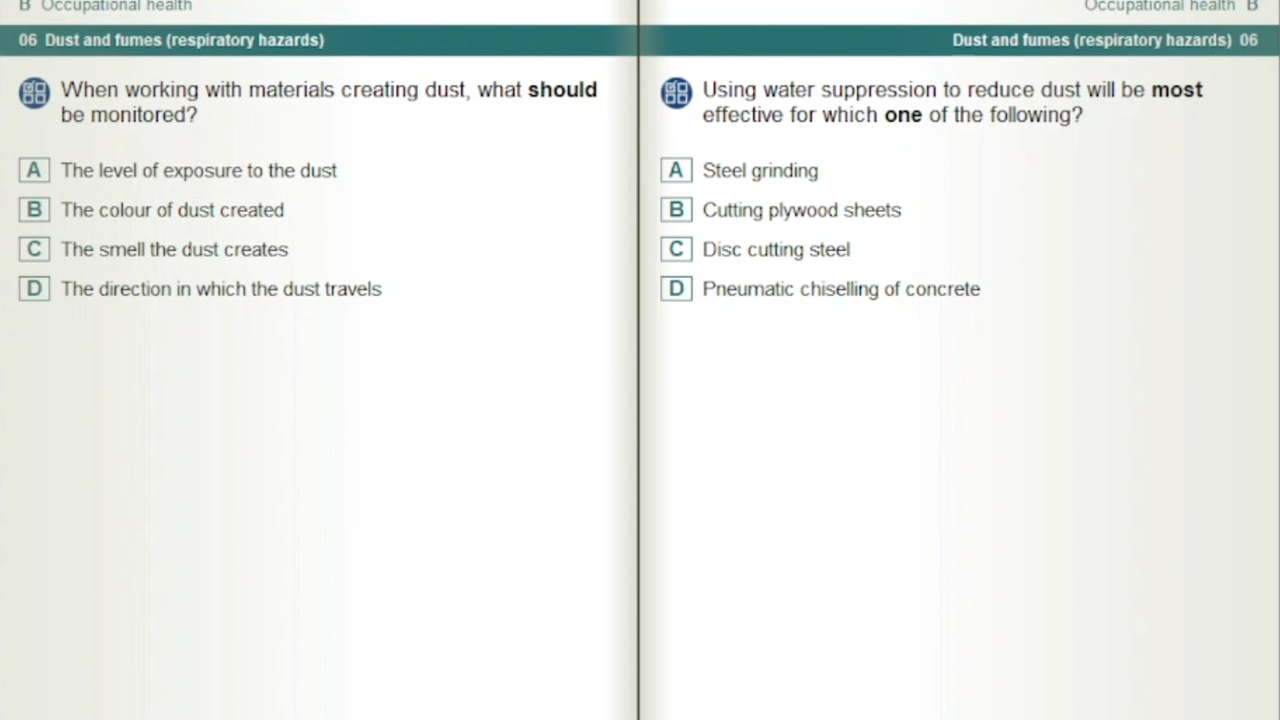 B Occupational health
06 Dust and fumes (respiratory hazards)
When working with materials creating dust, what should
be monitored?
A The level of exposure to the dust
B The colour of dust created
C The smell the dust creates
D The direction in which the dust travels
Occupational health B
Dust and fumes (respiratory hazards) 06
Using water suppression to reduce dust will be most
effective for which one of the following?
A Steel grinding
B Cutting plywood sheets
C Disc cutting steel
D Pneumatic chiselling of concrete